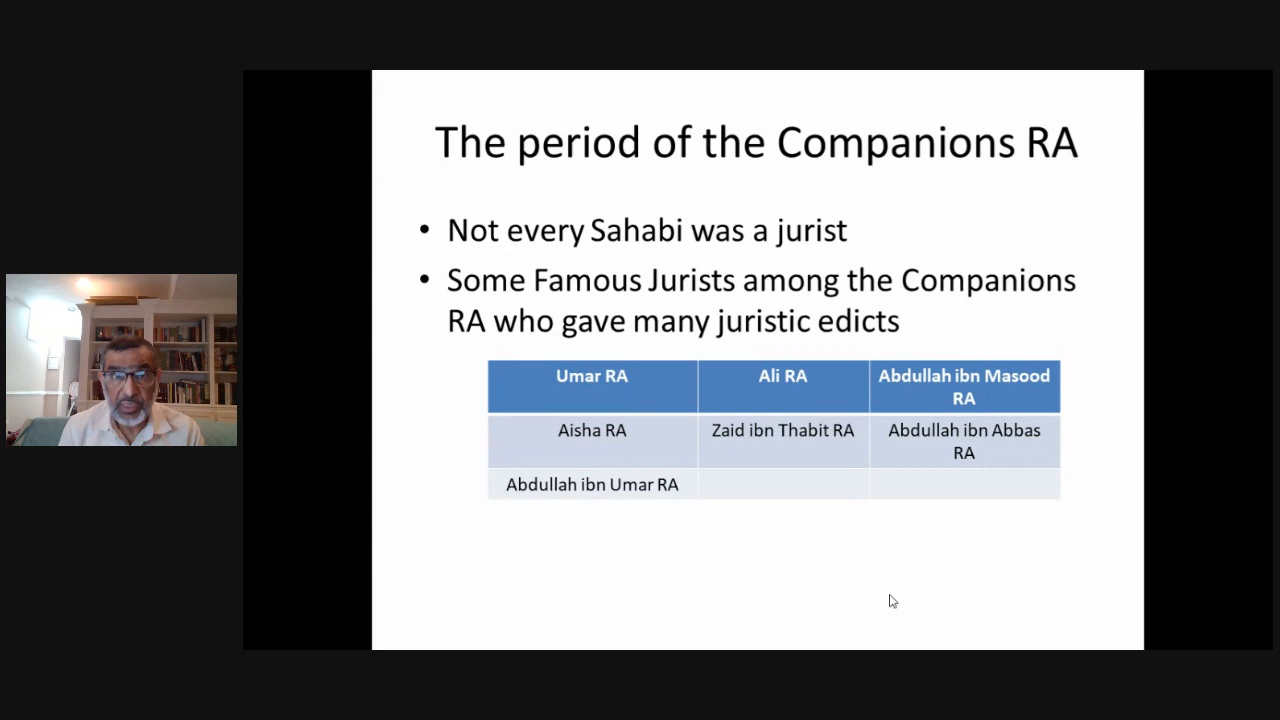 The period of the Companions RA
• Not every Sahabi was a jurist
• Some Famous Jurists among the Companions
RA who gave many juristic edicts
Umar RA
Ali RA
Abdullah ibn Masood
RA
Aisha RA
Zaid ibn Thabit RA
Abdullah ibn Abbas
RA
Abdullah ibn Umar RA